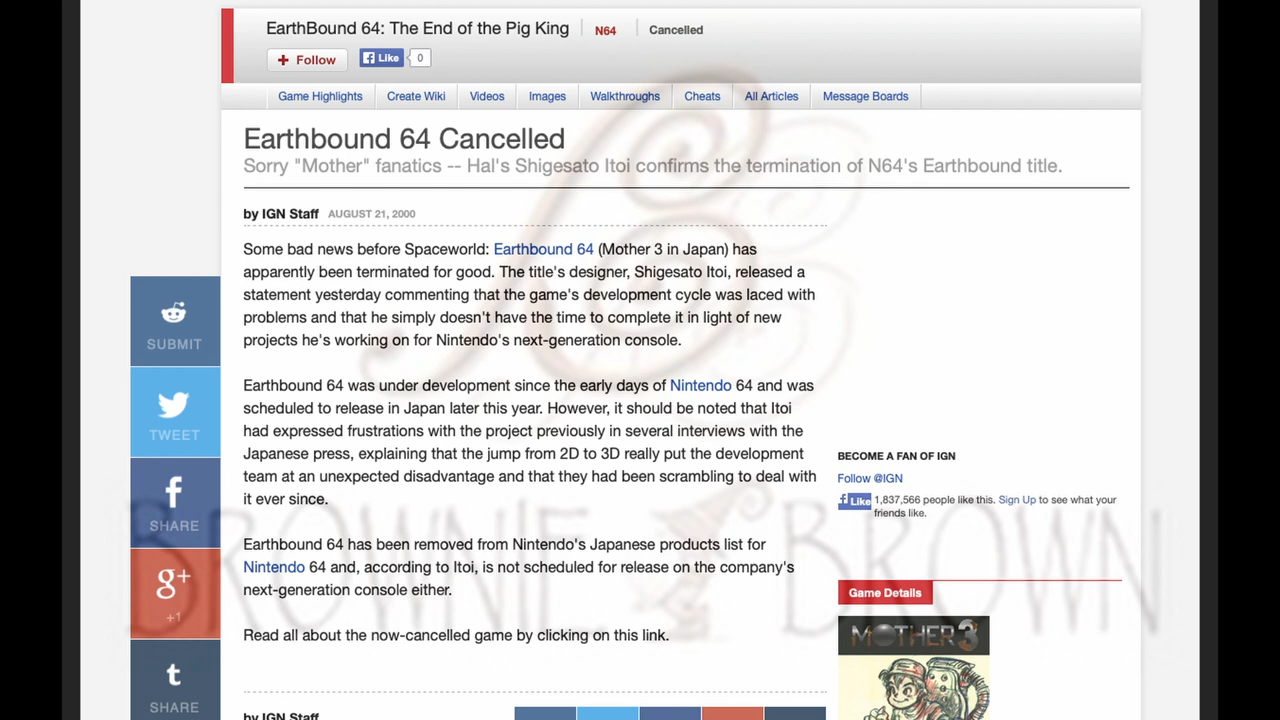 EarthBound 64: The End of the Pig King
N64
Cancelled
+ Follow
Like
0
Game Highlights
Create Wiki
Videos
Images
Walkthroughs
Cheats
All Articles
Message Boards
Earthbound 64 Cancelled
Sorry "Mother" fanatics -- Hal's Shigesato Itoi confirms the termination of N64's Earthbound title.
by IGN Staff AUGUST 21, 2000
Some bad news before Spaceworld: Earthbound 64 (Mother 3 in Japan) has
apparently been terminated for good. The title's designer, Shigesato Itoi, released a
statement yesterday commenting that the game's development cycle was laced with
problems and that he simply doesn't have the time to complete it in light of new
projects he's working on for Nintendo's next-generation console.
Earthbound 64 was under development since the early days of Nintendo 64 and was
scheduled to release in Japan later this year. However, it should be noted that Itoi
had expressed frustrations with the project previously in several interviews with the
Japanese press, explaining that the jump from 2D to 3D really put the development
team at an unexpected disadvantage and that they had been scrambling to deal with
it ever since.
Earthbound 64 has been removed from Nintendo's Japanese products list for
Nintendo 64 and, according to Itoi, is not scheduled for release on the company's
next-generation console either.
Read all about the now-cancelled game by clicking on this link.
by IGN Staff
SUBMIT
TWEET
f
SHARE
g+
+1
t
SHARE
BECOME A FAN OF IGN
Follow @IGN
Like
1,837,566 people like this. Sign Up to see what your
friends like.
Game Details
MOTHER 3
BROWNIE BROWN